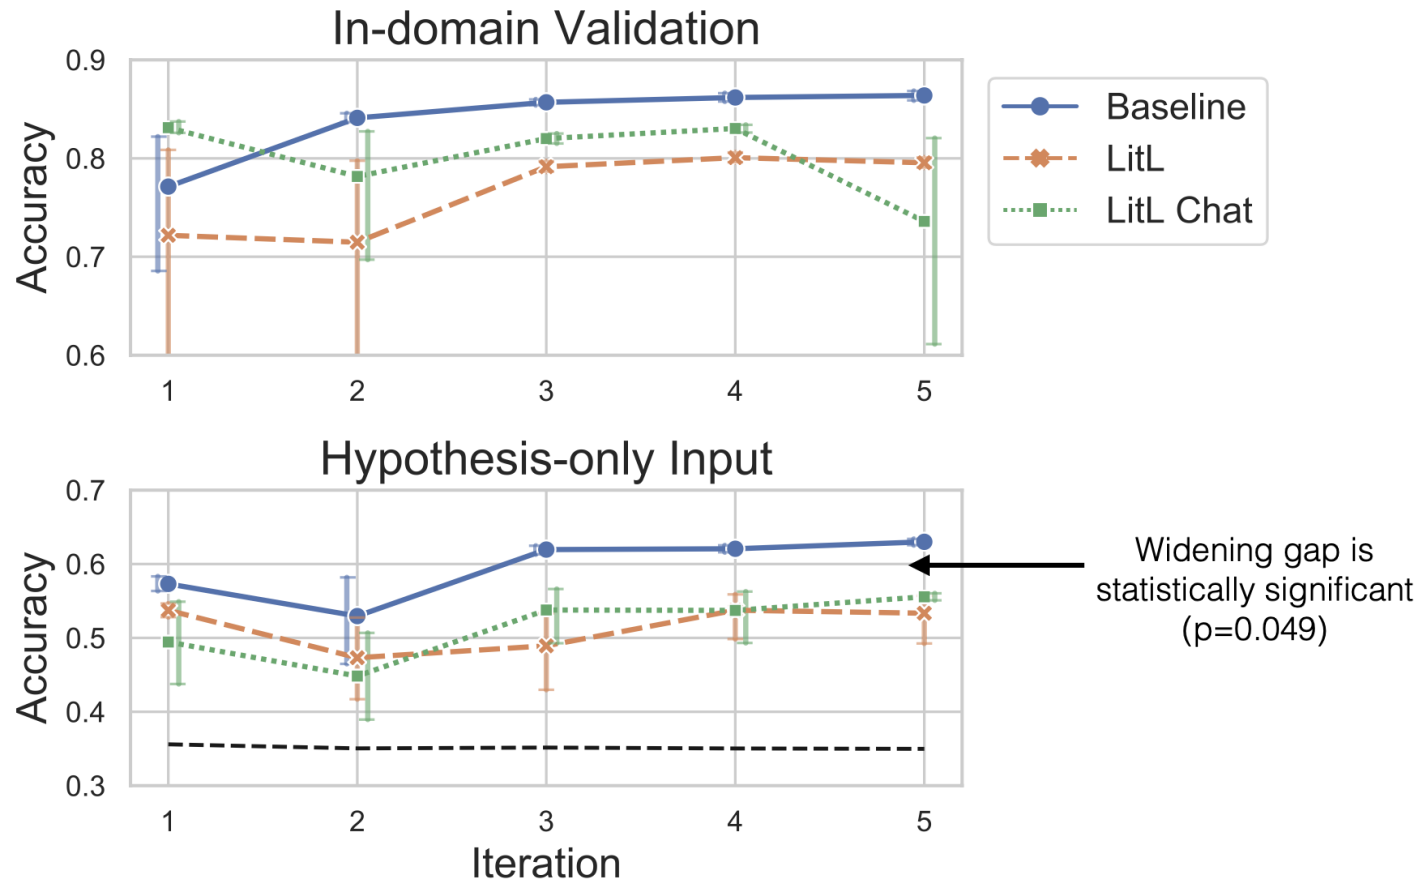 In-domain Validation
Accuracy
0.9
0.8
0.7
0.6
1 2 3 4 5
Baseline
LitL
LitL Chat
Hypothesis-only Input
Accuracy
0.7
0.6
0.5
0.4
0.3
1 2 3 4 5
Iteration
Widening gap is
statistically significant
(p=0.049)